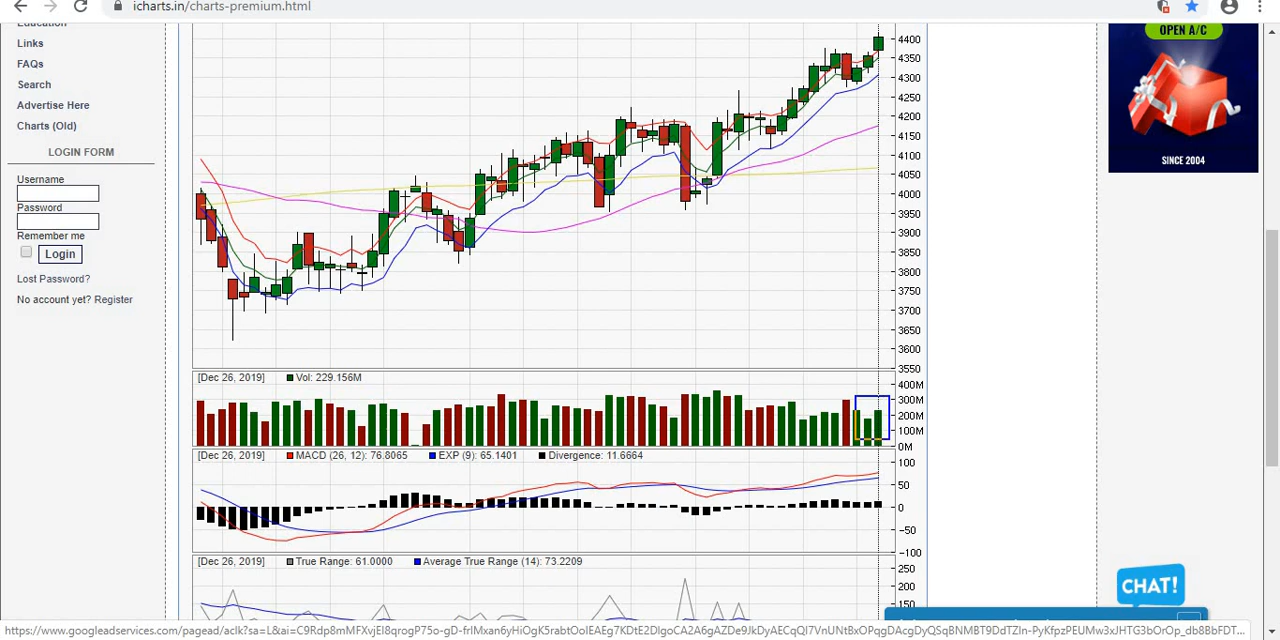 icharts.in/charts-premium.html
Education
Links
FAQs
Search
Advertise Here
Charts (Old)
LOGIN FORM
Username
Password
Remember me
Login
Lost Password?
No account yet? Register
4400
4350
4300
4250
4200
4150
4100
4050
4000
3950
3900
3850
3800
3750
3700
3650
3600
3550
[Dec 26, 2019] Vol: 229.156M
400M
300M
200M
100M
0M
[Dec 26, 2019] MACD (26, 12): 76.8065 EXP (9): 65.1401 Divergence: 11.6664
100
50
0
-50
-100
[Dec 26, 2019] True Range: 61.0000 Average True Range (14): 73.2209
250
200
150
OPEN A/C
SINCE 2004
CHAT!